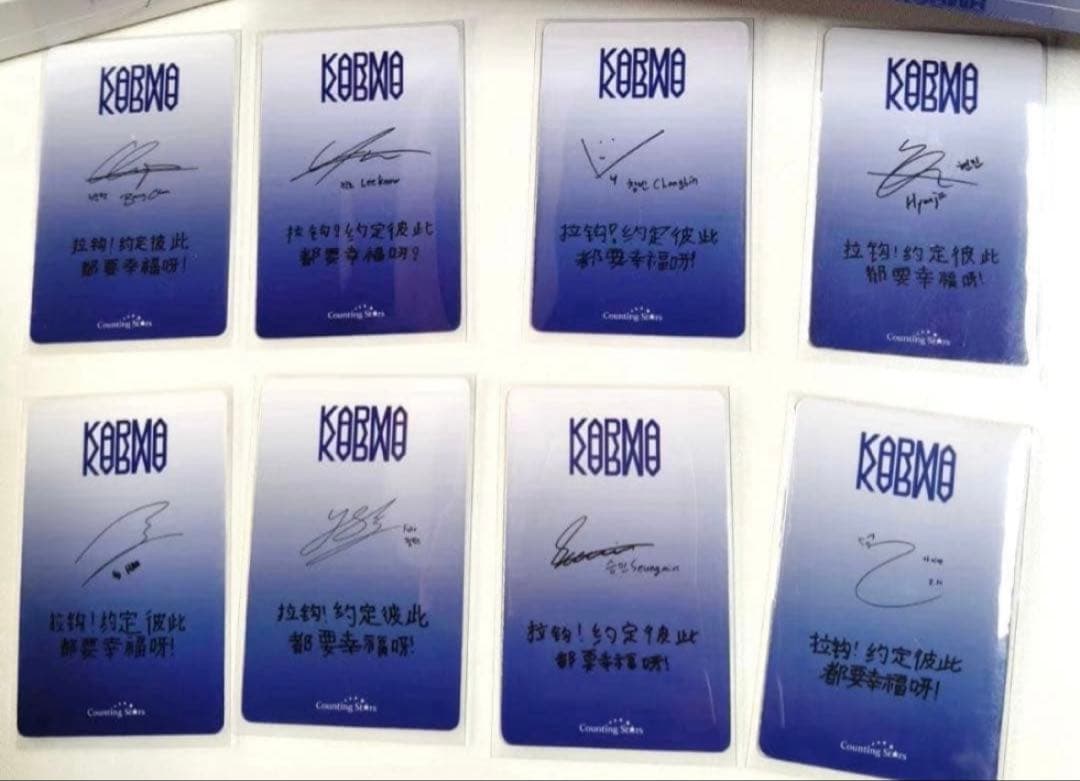 KARMA
방찬 Bang Chan
拉钩！约定彼此
都要幸福呀！
Counting Stars
KARMA
리노 Lee know
拉钩？约定彼此
都要幸福呀？
Counting Stars
KARMA
창빈 Changbin
拉钩！约定彼此
都要幸福呀！
Counting Stars
KARMA
현진
Hyunjin
拉钩！约定彼此
都要幸福呀！
Counting Stars
KARMA
拉钩！约定彼此
都要幸福呀！
Counting Stars
KARMA
拉钩！约定彼此
都要幸福呀！
Counting Stars
KARMA
승민 Seungmin
拉钩！约定彼此
都要幸福呀！
Counting Stars
KARMA
拉钩！约定彼此
都要幸福呀！
Counting Stars